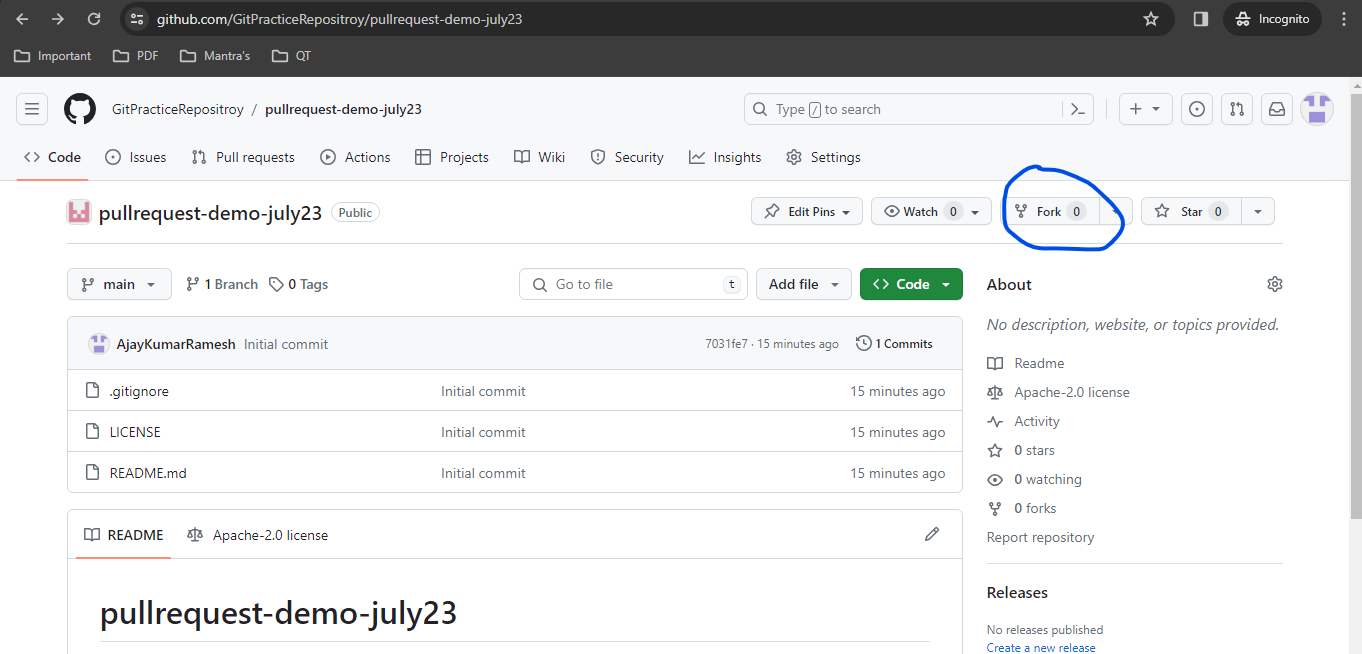 github.com/GitPracticeRepositroy/pullrequest-demo-july23 Incognito
Important PDF Mantra's QT
GitPracticeRepositroy / pullrequest-demo-july23 Type / to search
Code Issues Pull requests Actions Projects Wiki Security Insights Settings
pullrequest-demo-july23 Public Edit Pins Watch 0 Fork 0 Star 0
main 1 Branch 0 Tags Go to file t Add file Code
AjayKumarRamesh Initial commit 7031fe7 · 15 minutes ago 1 Commits
.gitignore Initial commit 15 minutes ago
LICENSE Initial commit 15 minutes ago
README.md Initial commit 15 minutes ago
README Apache-2.0 license
pullrequest-demo-july23
About
No description, website, or topics provided.
Readme
Apache-2.0 license
Activity
0 stars
0 watching
0 forks
Report repository
Releases
No releases published
Create a new release